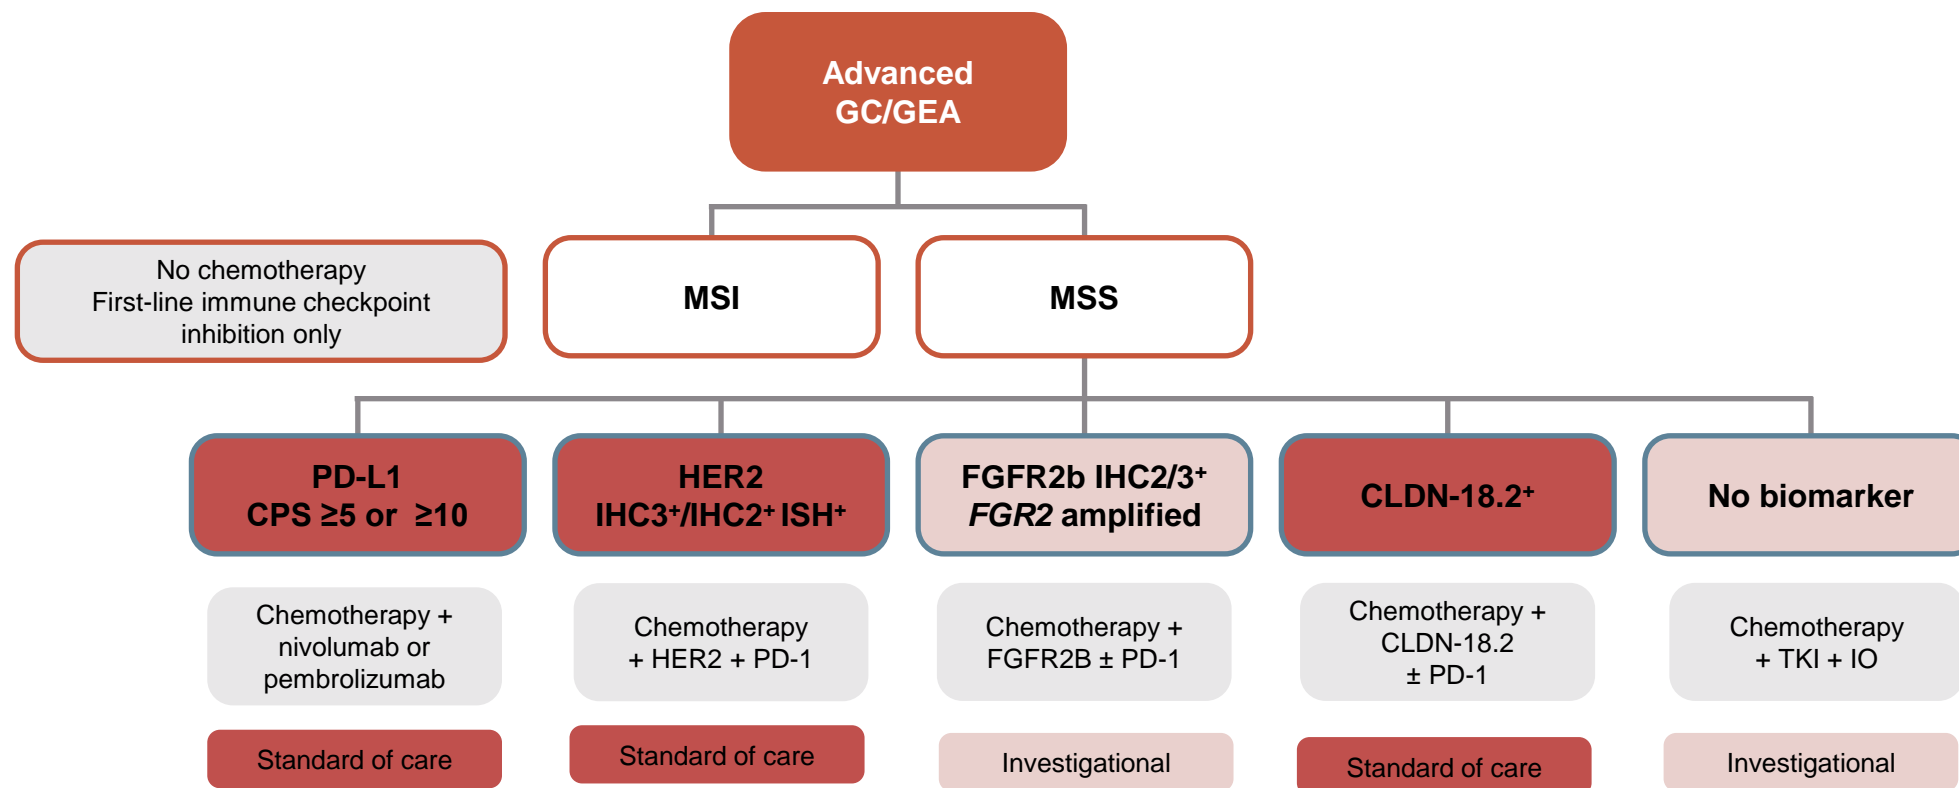 Advanced
GC/GEA
No chemotherapy
First-line immune checkpoint
inhibition only
MSI
MSS
PD-L1
CPS ≥5 or ≥10
HER2
IHC3⁺/IHC2⁺ ISH⁺
FGFR2b IHC2/3⁺
FGR2 amplified
CLDN-18.2⁺
No biomarker
Chemotherapy +
nivolumab or
pembrolizumab
Chemotherapy
+ HER2 + PD-1
Chemotherapy +
FGFR2B ± PD-1
Chemotherapy +
CLDN-18.2
± PD-1
Chemotherapy
+ TKI + IO
Standard of care
Standard of care
Investigational
Standard of care
Investigational